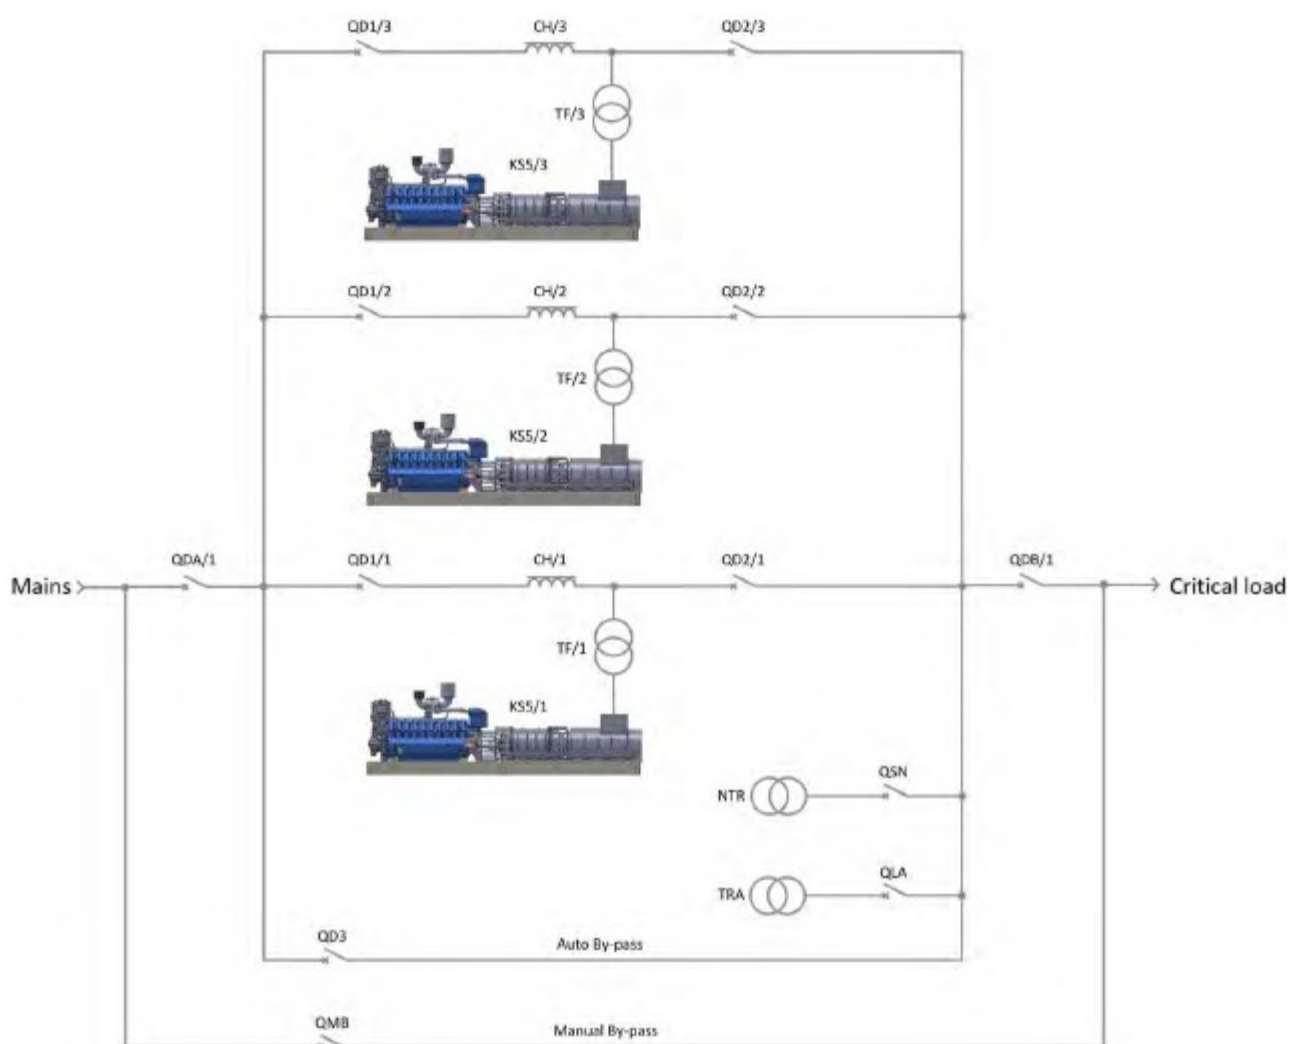 QD1/3
CH/3
QD2/3
TF/3
KS5/3
QD1/2
CH/2
QD2/2
TF/2
KS5/2
QDA/1
QD1/1
CH/1
QD2/1
QDB/1
Mains
Critical load
TF/1
KS5/1
QSN
NTR
QLA
TRA
QD3
Auto By-pass
QMB
Manual By-pass